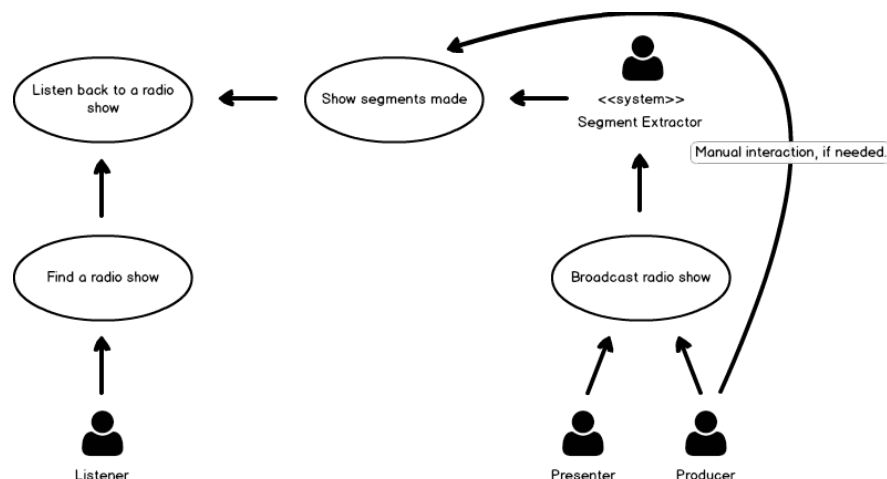 Listen back to a radio
show
Show segments made
<<system>>
Segment Extractor
Manual interaction, if needed.
Find a radio show
Broadcast radio show
Listener
Presenter
Producer